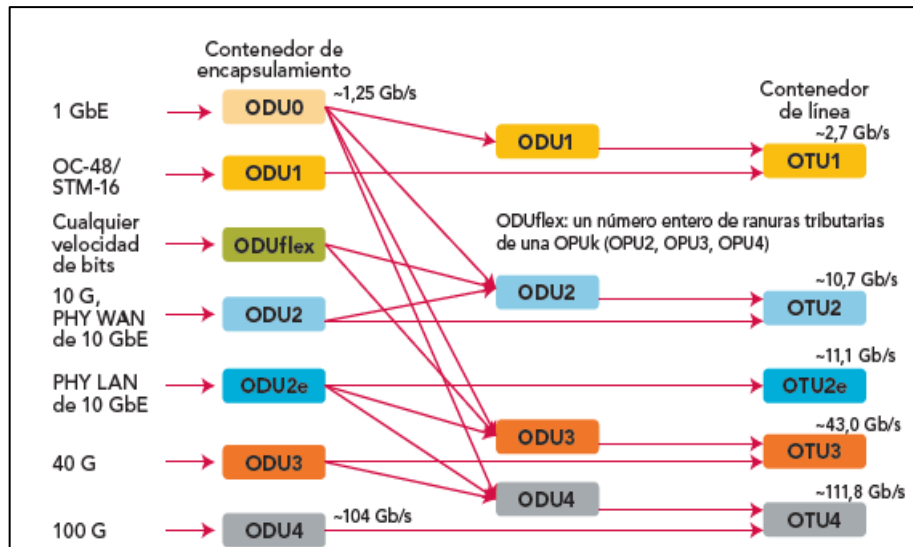 Contenedor de
encapsulamiento
~1,25 Gb/s
Contenedor
de línea
1 GbE
ODU0
ODU1
~2,7 Gb/s
OTU1
OC-48/
STM-16
ODU1
Cualquier
velocidad
de bits
ODUflex
ODUflex: un número entero de ranuras tributarias
de una OPUk (OPU2, OPU3, OPU4)
10 G,
PHY WAN
de 10 GbE
ODU2
ODU2
~10,7 Gb/s
OTU2
PHY LAN
de 10 GbE
ODU2e
~11,1 Gb/s
OTU2e
40 G
ODU3
ODU3
~43,0 Gb/s
OTU3
100 G
ODU4
~104 Gb/s
ODU4
~111,8 Gb/s
OTU4